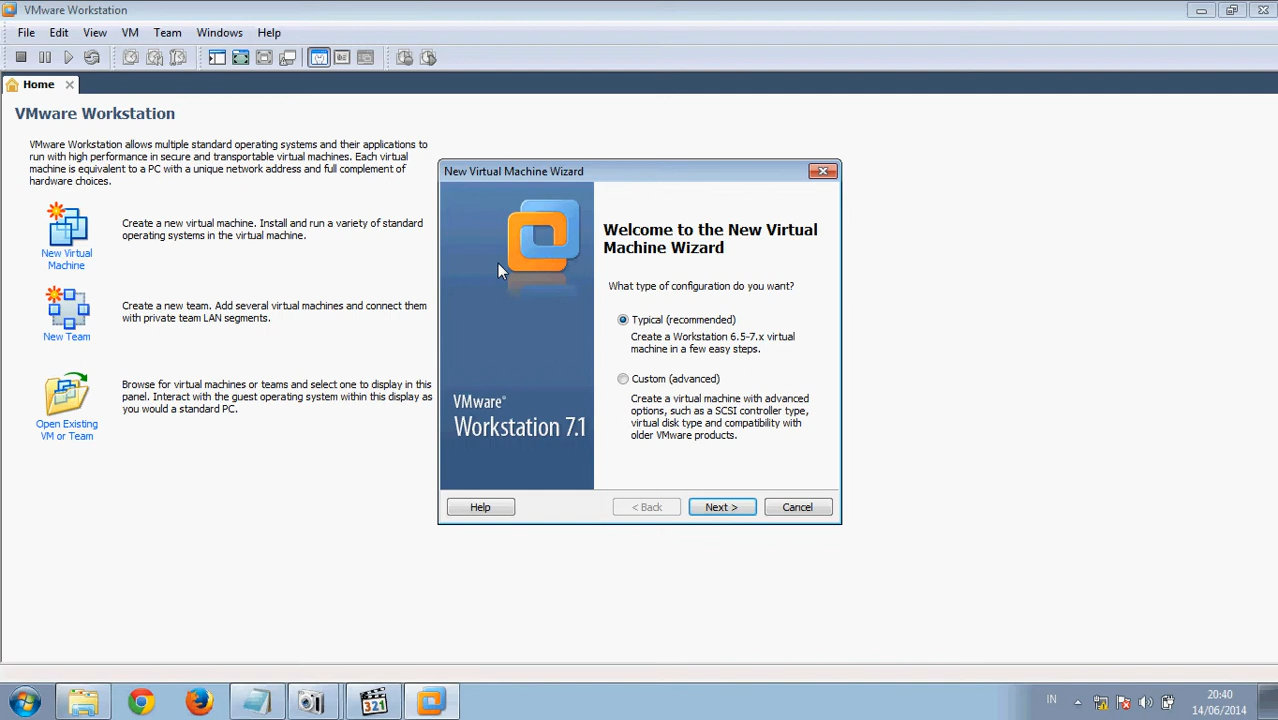 VMware Workstation
File Edit View VM Team Windows Help
Home
VMware Workstation
VMware Workstation allows multiple standard operating systems and their applications to
run with high performance in secure and transportable virtual machines. Each virtual
machine is equivalent to a PC with a unique network address and full complement of
hardware choices.
New Virtual
Machine
Create a new virtual machine. Install and run a variety of standard
operating systems in the virtual machine.
New Team
Create a new team. Add several virtual machines and connect them
with private team LAN segments.
Open Existing
VM or Team
Browse for virtual machines or teams and select one to display in this
panel. Interact with the guest operating system within this display as
you would a standard PC.
New Virtual Machine Wizard
VMware®
Workstation 7.1
Welcome to the New Virtual
Machine Wizard
What type of configuration do you want?
Typical (recommended)
Create a Workstation 6.5-7.x virtual
machine in a few easy steps.
Custom (advanced)
Create a virtual machine with advanced
options, such as a SCSI controller type,
virtual disk type and compatibility with
older VMware products.
Help < Back Next > Cancel
321
IN
20:40
14/06/2014